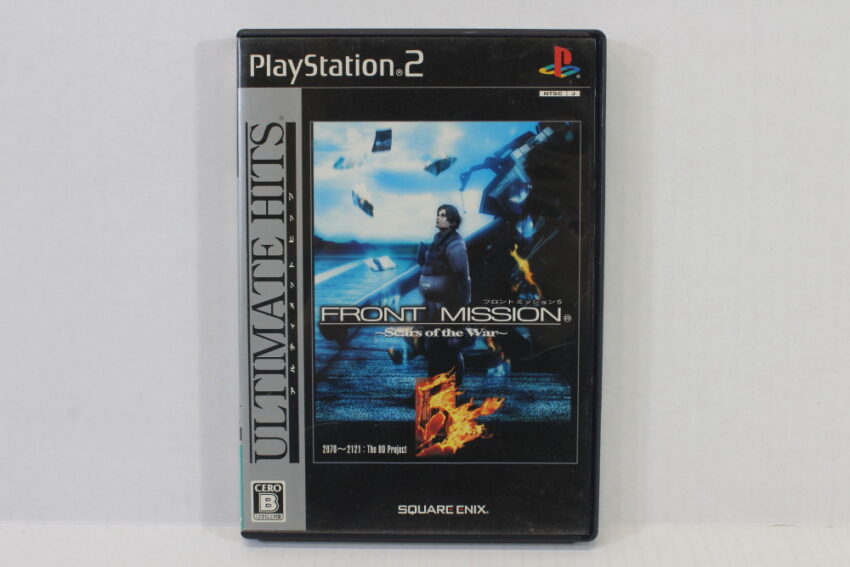 PlayStation®2
NTSC J
ULTIMATE HITS®
アルティメット ヒッツ
フロント ミッション5
FRONT MISSION®
~Scars of the War~
5
2070~2121:The BD Project
CERO
B
SQUARE ENIX®